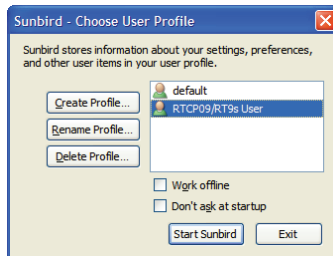 Sunbird - Choose User Profile
Sunbird stores information about your settings, preferences,
and other user items in your user profile.
Create Profile...
Rename Profile...
Delete Profile...
default
RTCP09/RT9s User
Work offline
Don't ask at startup
Start Sunbird
Exit